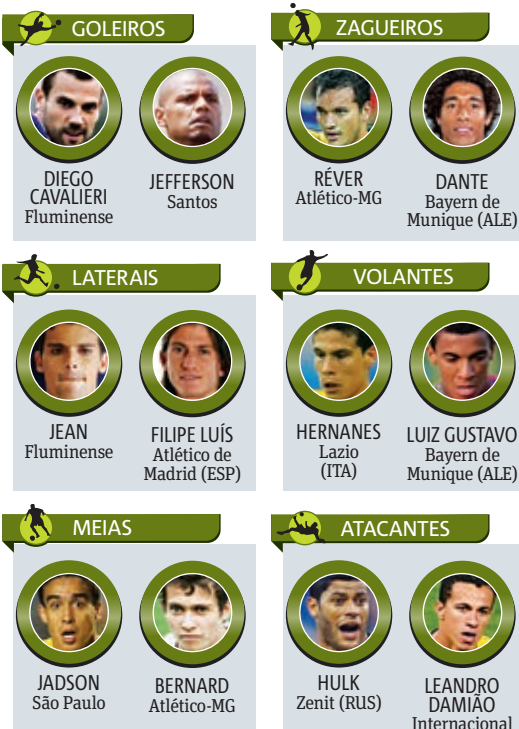 GOLEIROS
DIEGO
CAVALIERI
Fluminense
JEFFERSON
Santos
ZAGUEIROS
RÉVER
Atlético-MG
DANTE
Bayern de
Munique (ALE)
LATERAIS
JEAN
Fluminense
FILIPE LUÍS
Atlético de
Madrid (ESP)
VOLANTES
HERNANES
Lazio
(ITA)
LUIZ GUSTAVO
Bayern de
Munique (ALE)
MEIAS
JADSON
São Paulo
BERNARD
Atlético-MG
ATACANTES
HULK
Zenit (RUS)
LEANDRO
DAMIÃO
Internacional